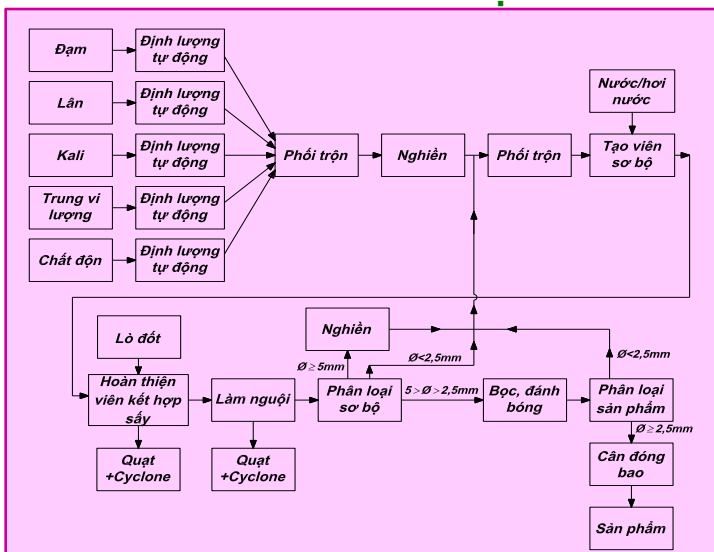 Đạm
Định lượng
tự động
Lân
Định lượng
tự động
Kali
Định lượng
tự động
Trung vi
lượng
Định lượng
tự động
Chất độn
Định lượng
tự động
Phối trộn
Nghiền
Phối trộn
Nước/hơi
nước
Tạo viên
sơ bộ
Lò đốt
Hoàn thiện
viên kết hợp
sấy
Quạt
+Cyclone
Làm nguội
Quạt
+Cyclone
Nghiền
Ø ≥ 5mm
Ø<2,5mm
Phân loại
sơ bộ
5>Ø>2,5mm
Bọc, đánh
bóng
Ø<2,5mm
Phân loại
sản phẩm
Ø ≥ 2,5mm
Cân đóng
bao
Sản phẩm